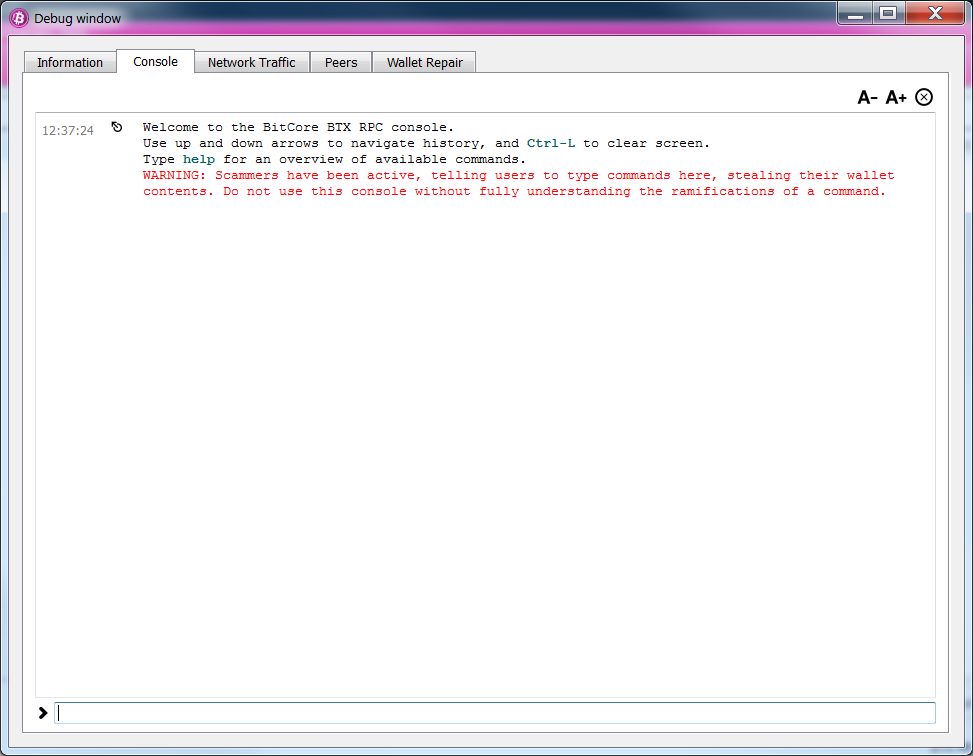 Debug window
Information Console Network Traffic Peers Wallet Repair
A- A+
12:37:24 Welcome to the BitCore BTX RPC console.
Use up and down arrows to navigate history, and Ctrl-L to clear screen.
Type help for an overview of available commands.
WARNING: Scammers have been active, telling users to type commands here, stealing their wallet
contents. Do not use this console without fully understanding the ramifications of a command.